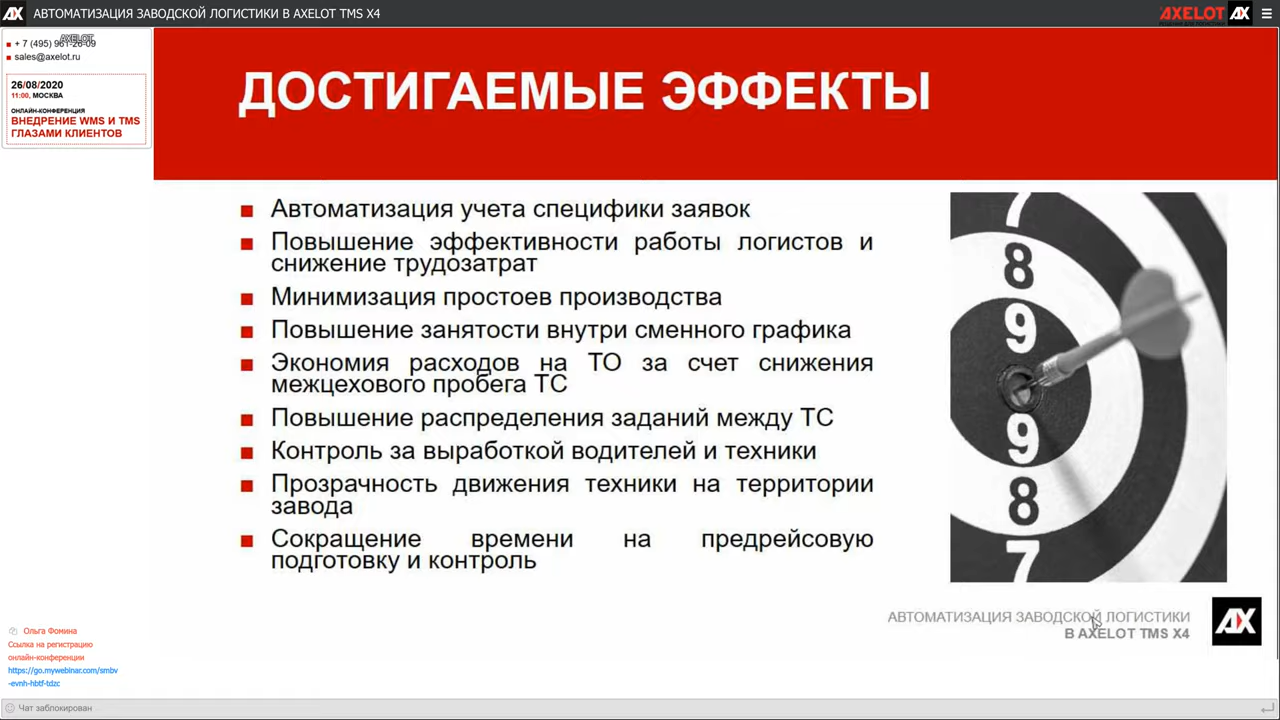 АВТОМАТИЗАЦИЯ ЗАВОДСКОЙ ЛОГИСТИКИ В AXELOT TMS X4
AXELOT
AXELOT
+ 7 (495) 961-26-09
sales@axelot.ru
26/08/2020
11:00, МОСКВА
ОНЛАЙН-КОНФЕРЕНЦИЯ
ВНЕДРЕНИЕ WMS И TMS
ГЛАЗАМИ КЛИЕНТОВ
ДОСТИГАЕМЫЕ ЭФФЕКТЫ
Автоматизация учета специфики заявок
Повышение эффективности работы логистов и
снижение трудозатрат
Минимизация простоев производства
Повышение занятости внутри сменного графика
Экономия расходов на ТО за счет снижения
межцехового пробега ТС
Повышение распределения заданий между ТС
Контроль за выработкой водителей и техники
Прозрачность движения техники на территории
завода
Сокращение времени на предрейсовую
подготовку и контроль
7
8
9
9
8
7
АВТОМАТИЗАЦИЯ ЗАВОДСКОЙ ЛОГИСТИКИ
В AXELOT TMS X4
AX
Ольга Фомина
Ссылка на регистрацию
онлайн-конференции
https://go.mywebinar.com/smbv
-evnh-hbtf-tdzc
Чат заблокирован